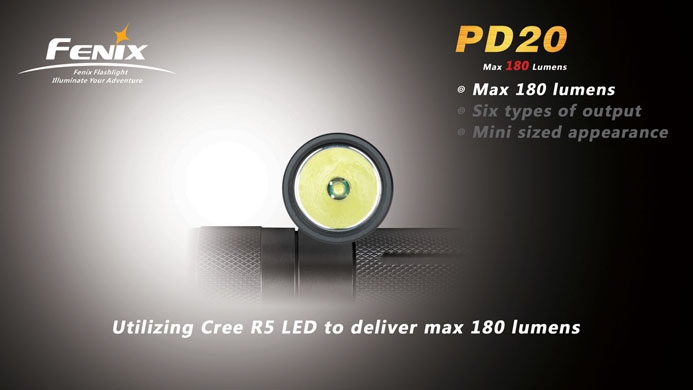 FENIX
Fenix Flashlight
Illuminate Your Adventure
PD20
Max 180 Lumens
Max 180 lumens
Six types of output
Mini sized appearance
Utilizing Cree R5 LED to deliver max 180 lumens